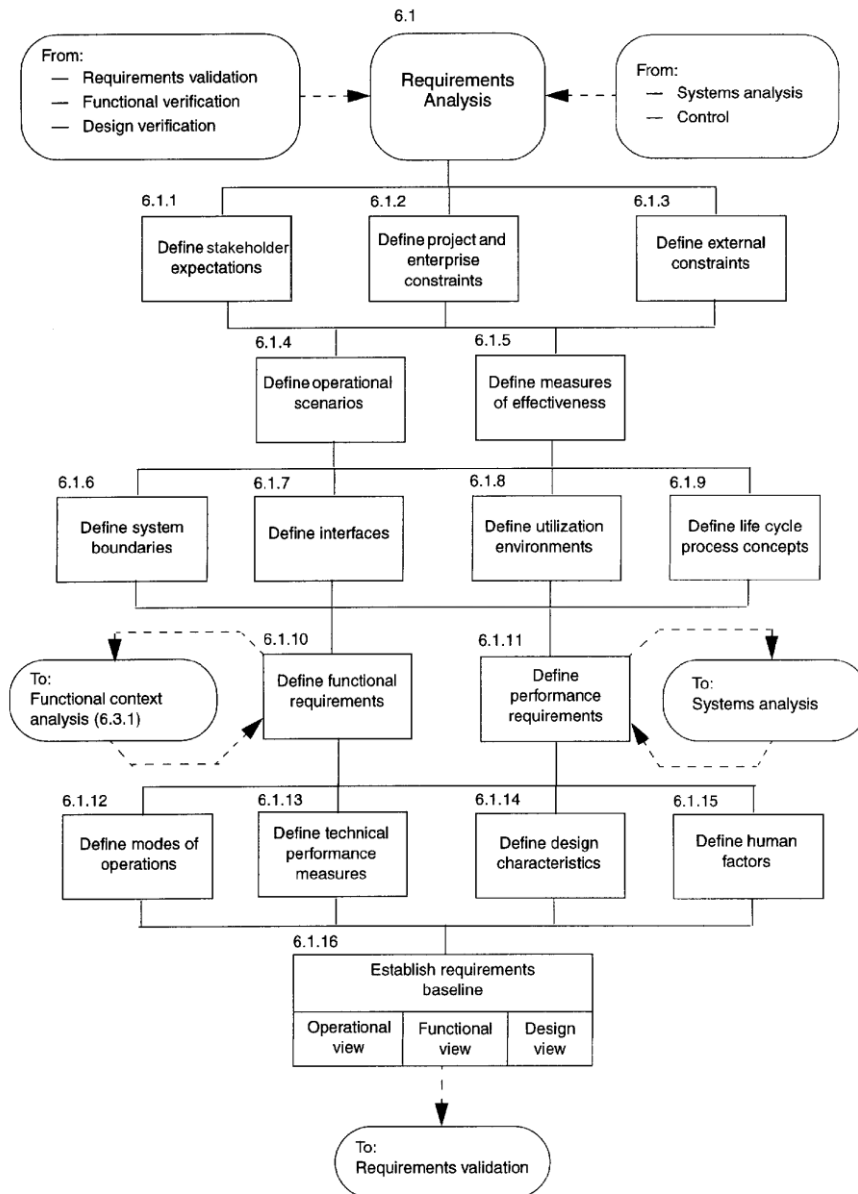 6.1
From:
— Requirements validation
— Functional verification
— Design verification
Requirements
Analysis
From:
— Systems analysis
— Control
6.1.1
Define stakeholder
expectations
6.1.2
Define project and
enterprise
constraints
6.1.3
Define external
constraints
6.1.4
Define operational
scenarios
6.1.5
Define measures
of effectiveness
6.1.6
Define system
boundaries
6.1.7
Define interfaces
6.1.8
Define utilization
environments
6.1.9
Define life cycle
process concepts
To:
Functional context
analysis (6.3.1)
6.1.10
Define functional
requirements
6.1.11
Define
performance
requirements
To:
Systems analysis
6.1.12
Define modes of
operations
6.1.13
Define technical
performance
measures
6.1.14
Define design
characteristics
6.1.15
Define human
factors
6.1.16
Establish requirements
baseline
Operational
view
Functional
view
Design
view
To:
Requirements validation